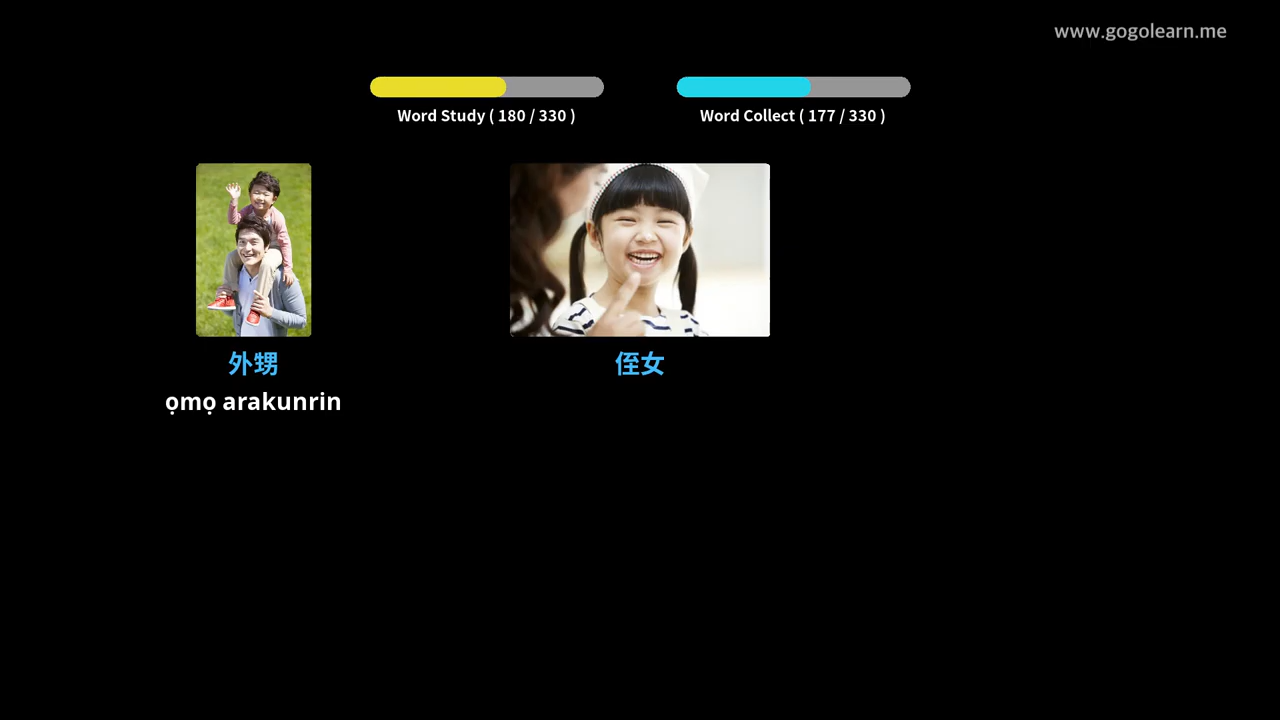 www.gogolearn.me
Word Study ( 180 / 330 )
Word Collect ( 177 / 330 )
外甥
侄女
ọmọ arakunrin